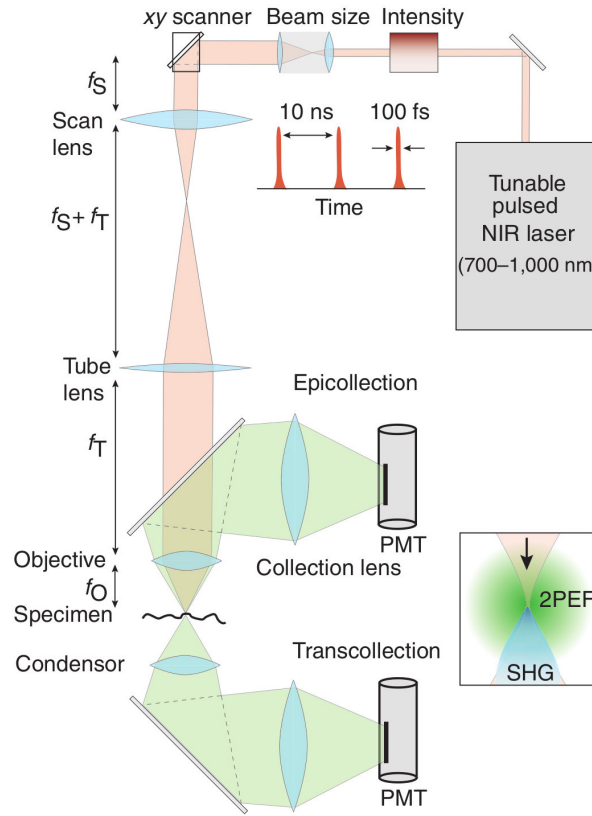 xy scanner
Beam size
Intensity
fS
Scan
lens
10 ns
100 fs
Time
Tunable
pulsed
NIR laser
(700–1,000 nm
fS + fT
Tube
lens
Epicollection
fT
PMT
Objective
Collection lens
fO
Specimen
2PEF
SHG
Condensor
Transcollection
PMT